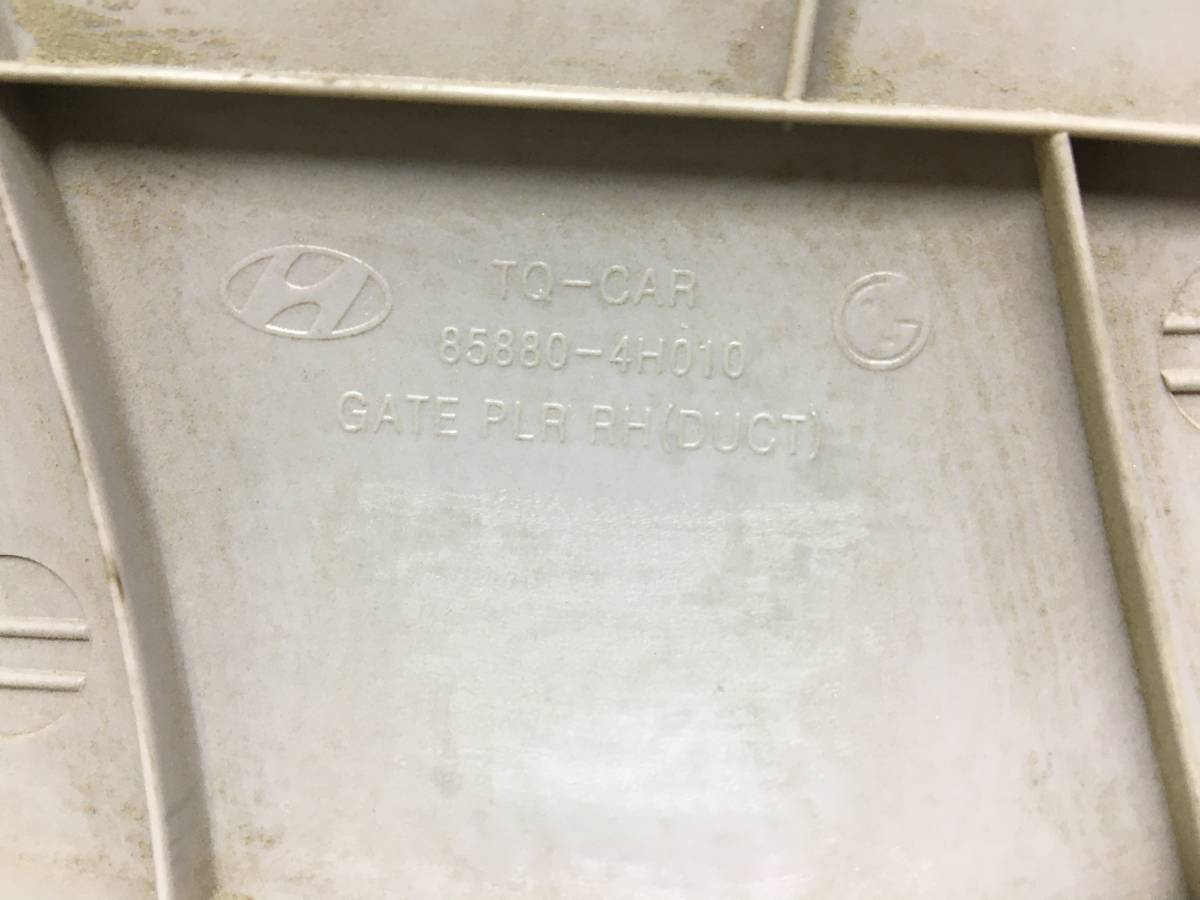 TQ-CAR
85880-4H010
GATE PLR RH(DUCT)